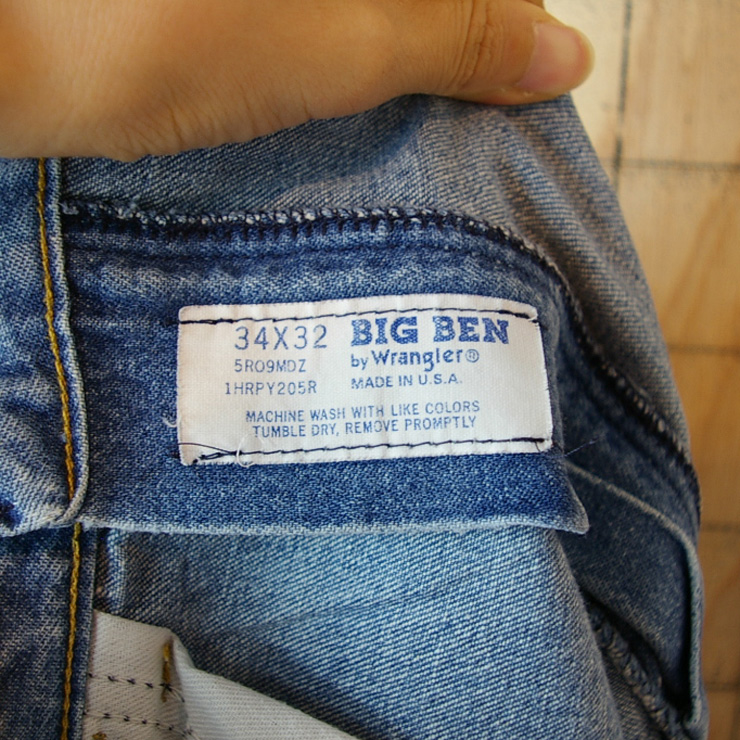 34X32 BIG BEN
5RO9MDZ by Wrangler®
1HRPY205R MADE IN U.S.A.
MACHINE WASH WITH LIKE COLORS
TUMBLE DRY, REMOVE PROMPTLY